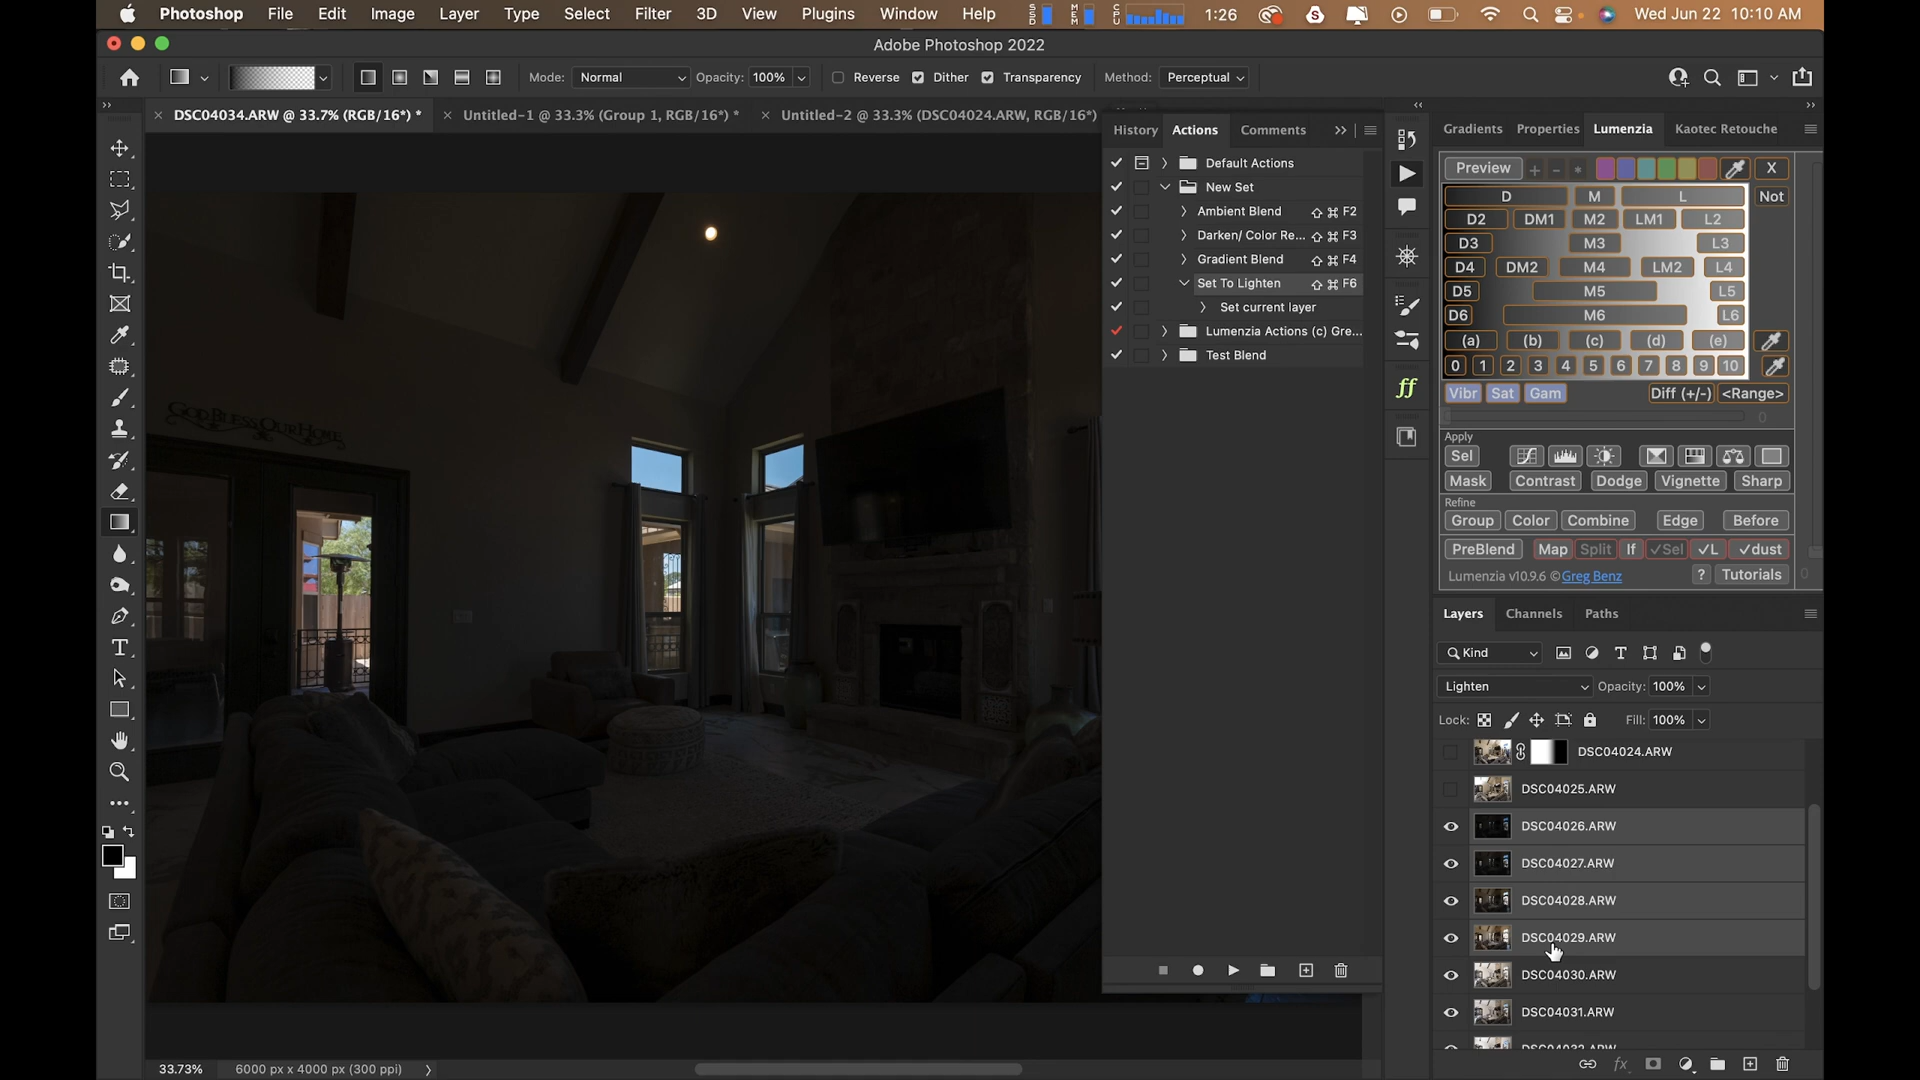 Photoshop File Edit Image Layer Type Select Filter 3D View Plugins Window Help 1:26 Wed Jun 22 10:10 AM
Adobe Photoshop 2022
Mode: Normal Opacity: 100% Reverse Dither Transparency Method: Perceptual
DSC04034.ARW @ 33.7% (RGB/16*) * Untitled-1 @ 33.3% (Group 1, RGB/16*) * Untitled-2 @ 33.3% (DSC04024.ARW, RGB/16*)
History Actions Comments
Default Actions
New Set
Ambient Blend ⇧⌘F2
Darken/ Color Re... ⇧⌘F3
Gradient Blend ⇧⌘F4
Set To Lighten ⇧⌘F6
Set current layer
Lumenzia Actions (c) Gre...
Test Blend
Gradients Properties Lumenzia Kaotec Retouche
Preview + - * X
D M L Not
D2 DM1 M2 LM1 L2
D3 M3 L3
D4 DM2 M4 LM2 L4
D5 M5 L5
D6 M6 L6
(a) (b) (c) (d) (e)
0 1 2 3 4 5 6 7 8 9 10
Vibr Sat Gam Diff (+/-) <Range>
0
Apply
Sel
Mask Contrast Dodge Vignette Sharp
Refine
Group Color Combine Edge Before
PreBlend Map Split If ✓Sel ✓L ✓dust
Lumenzia v10.9.6 © Greg Benz ? Tutorials
Layers Channels Paths
Kind
Lighten Opacity: 100%
Lock: Fill: 100%
DSC04024.ARW
DSC04025.ARW
DSC04026.ARW
DSC04027.ARW
DSC04028.ARW
DSC04029.ARW
DSC04030.ARW
DSC04031.ARW
DSC04032.ARW
God Bless Our Home
33.73% 6000 px x 4000 px (300 ppi)